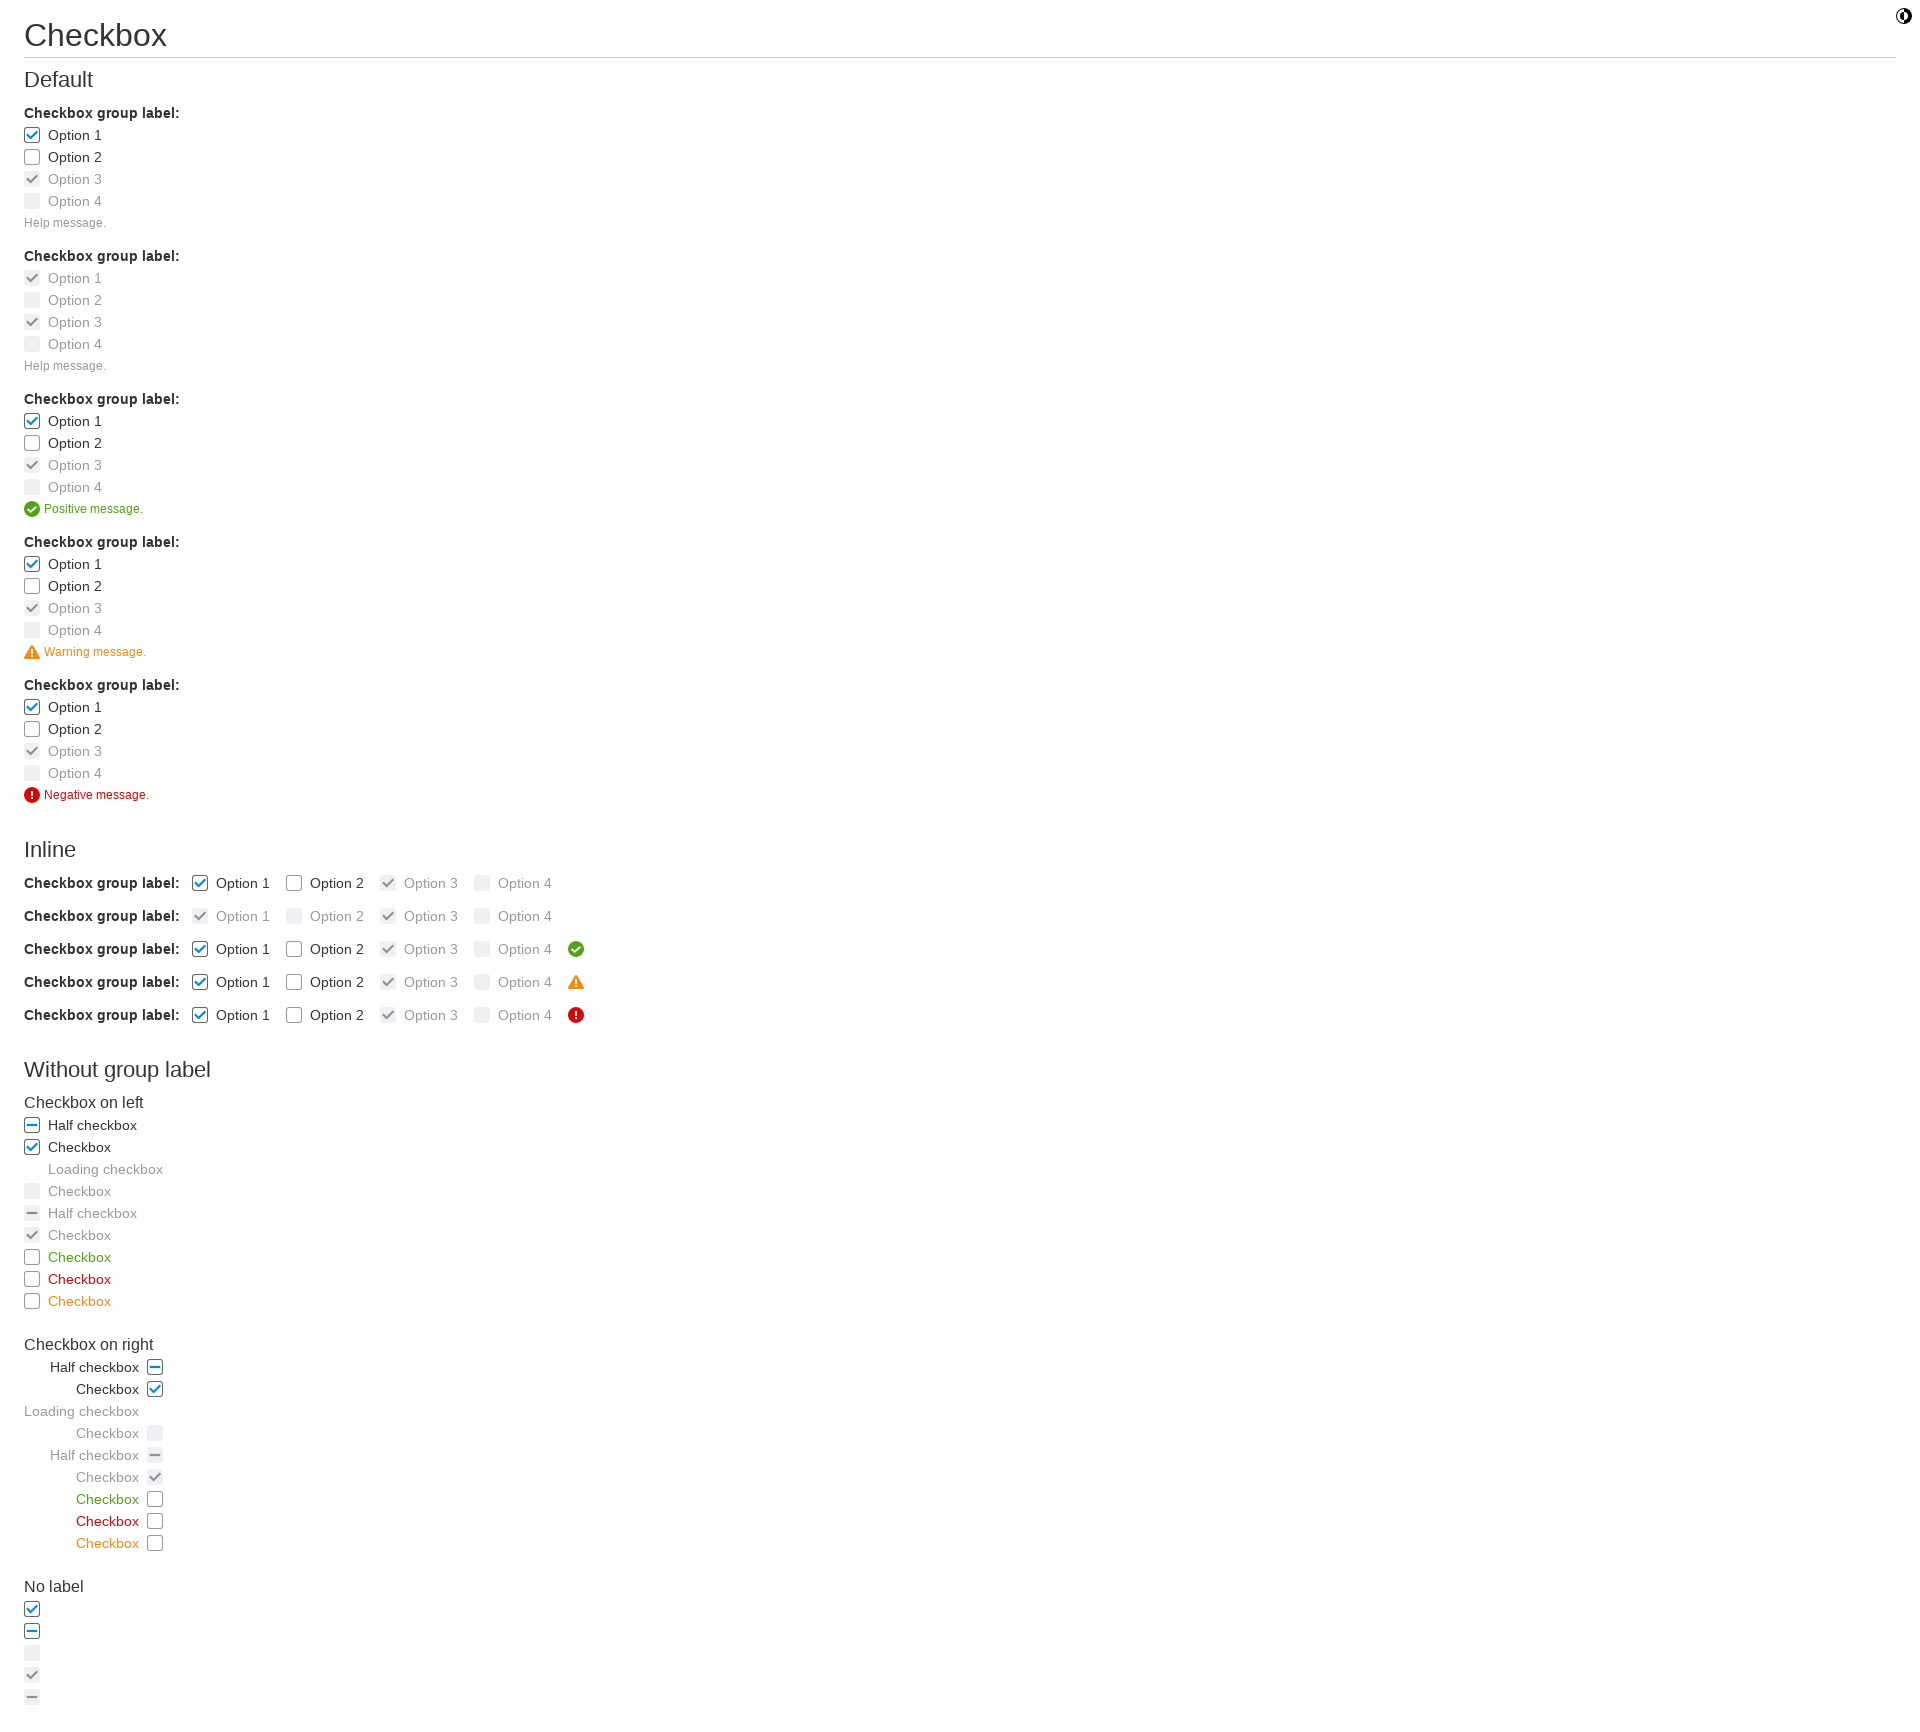 Checkbox
Default
Checkbox group label:
Option 1
Option 2
Option 3
Option 4
Help message.
Checkbox group label:
Option 1
Option 2
Option 3
Option 4
Help message.
Checkbox group label:
Option 1
Option 2
Option 3
Option 4
Positive message.
Checkbox group label:
Option 1
Option 2
Option 3
Option 4
Warning message.
Checkbox group label:
Option 1
Option 2
Option 3
Option 4
Negative message.
Inline
Checkbox group label: Option 1 Option 2 Option 3 Option 4
Checkbox group label: Option 1 Option 2 Option 3 Option 4
Checkbox group label: Option 1 Option 2 Option 3 Option 4
Checkbox group label: Option 1 Option 2 Option 3 Option 4
Checkbox group label: Option 1 Option 2 Option 3 Option 4
Without group label
Checkbox on left
Half checkbox
Checkbox
Loading checkbox
Checkbox
Half checkbox
Checkbox
Checkbox
Checkbox
Checkbox
Checkbox on right
Half checkbox
Checkbox
Loading checkbox
Checkbox
Half checkbox
Checkbox
Checkbox
Checkbox
Checkbox
No label